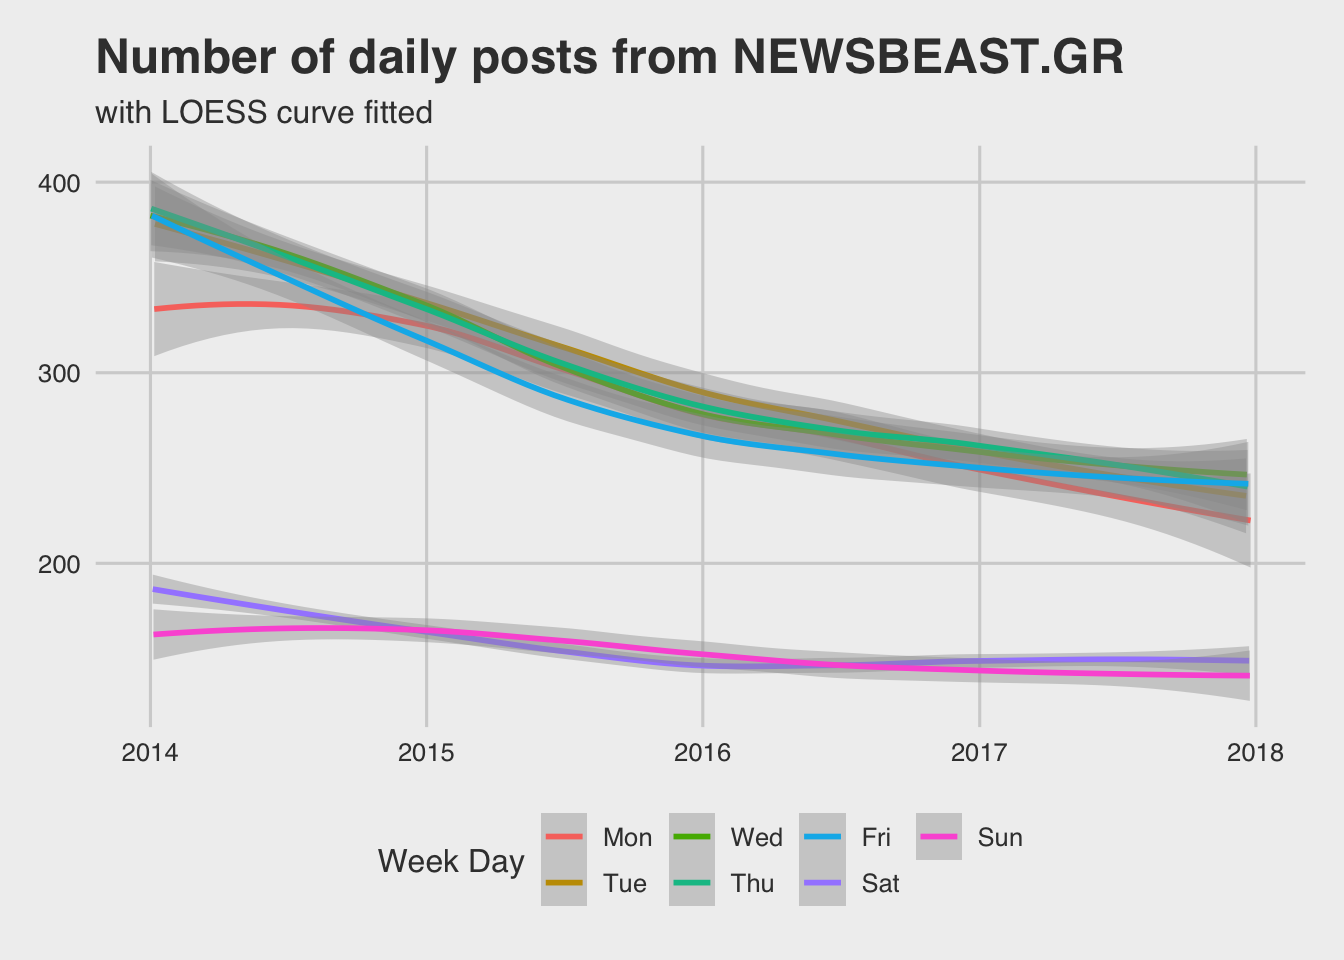 Number of daily posts from NEWSBEAST.GR
with LOESS curve fitted
400
300
200
2014 2015 2016 2017 2018
Week Day
Mon Wed Fri Sun
Tue Thu Sat